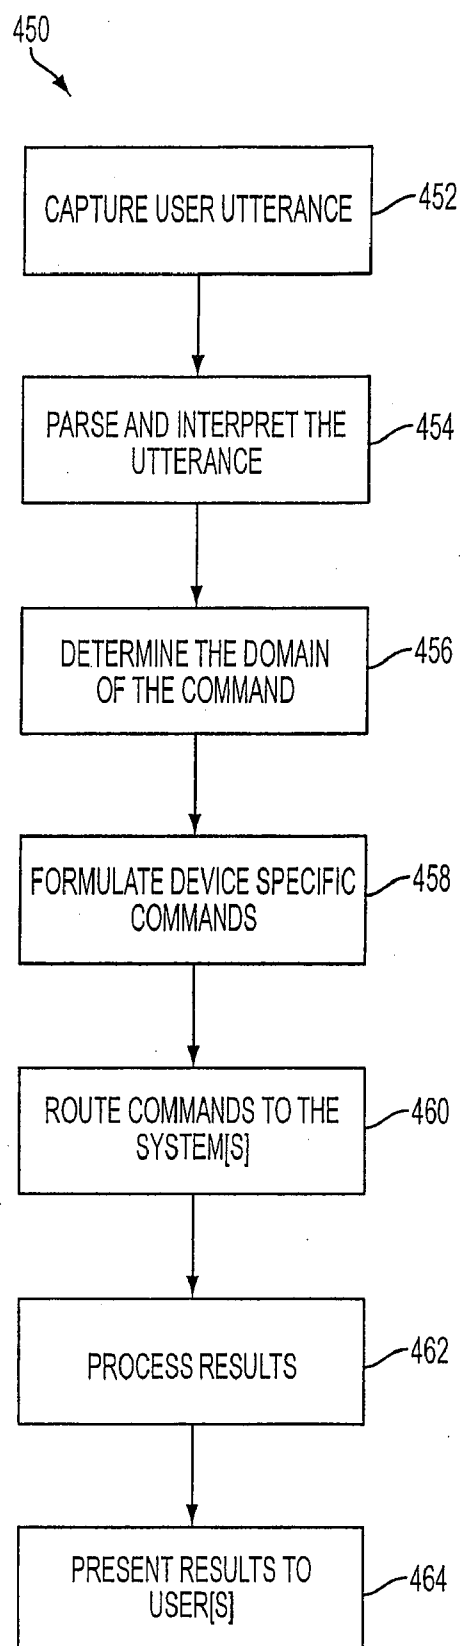 450
CAPTURE USER UTTERANCE
452
PARSE AND INTERPRET THE
UTTERANCE
454
DETERMINE THE DOMAIN
OF THE COMMAND
456
FORMULATE DEVICE SPECIFIC
COMMANDS
458
ROUTE COMMANDS TO THE
SYSTEM[S]
460
PROCESS RESULTS
462
PRESENT RESULTS TO
USER[S]
464